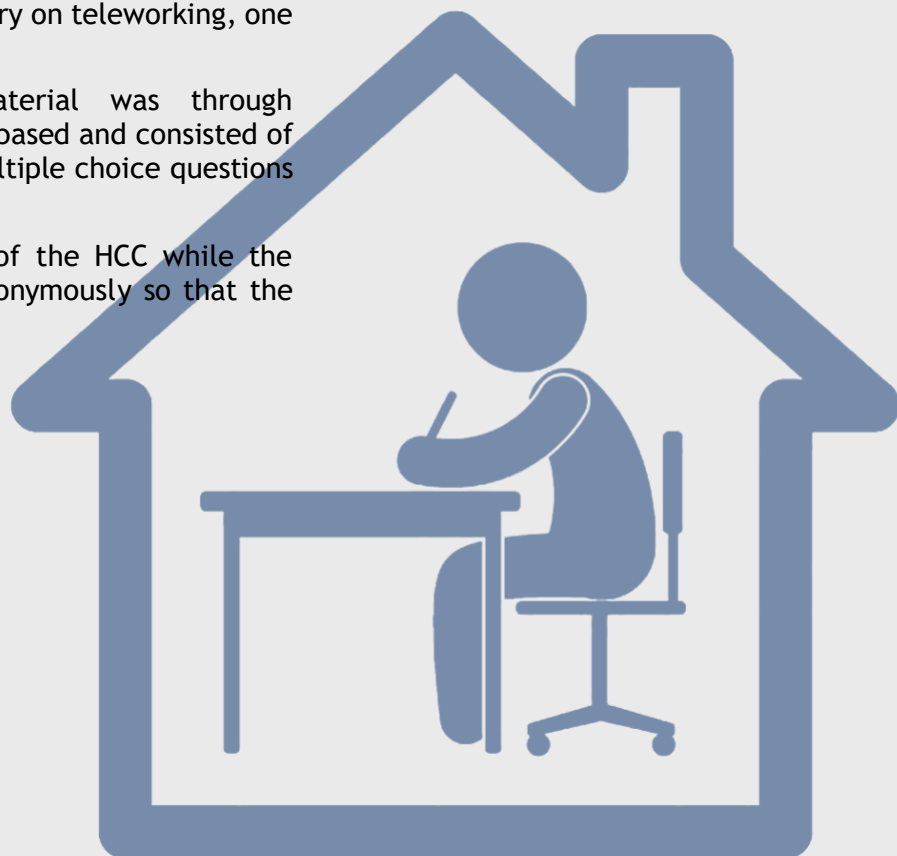 ry on teleworking, one
aterial was through
based and consisted of
ltiple choice questions
of the HCC while the
onymously so that the